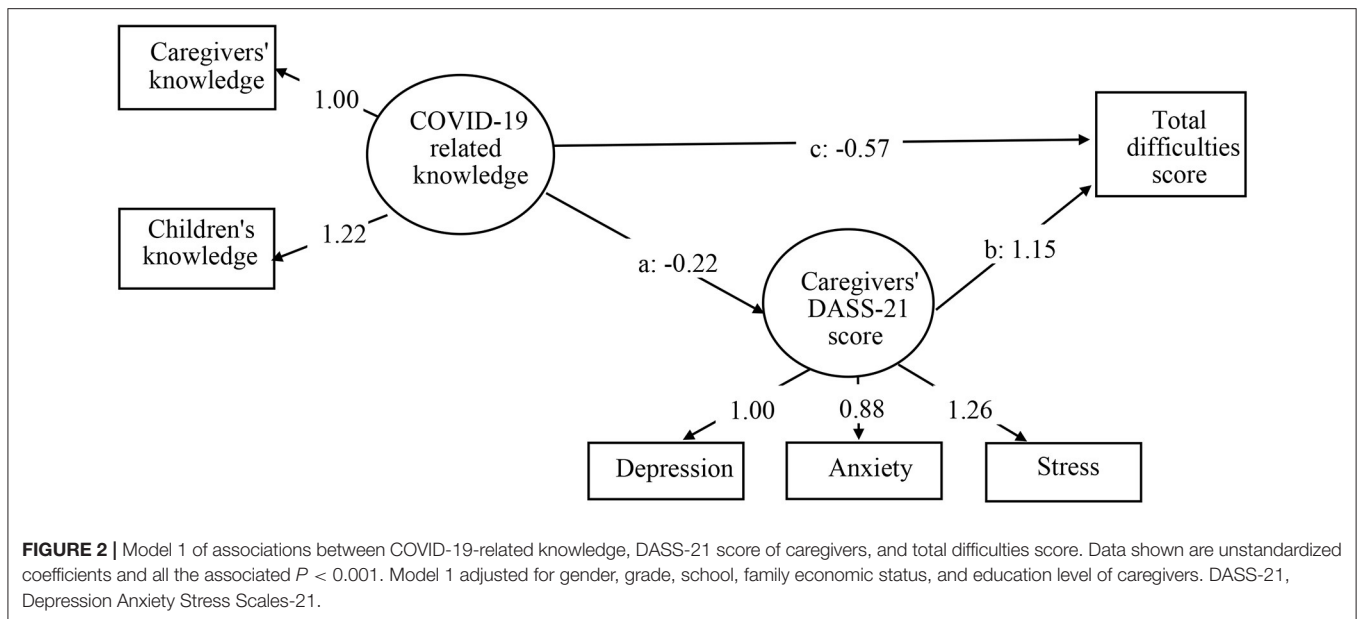 Caregivers'
knowledge
1.00
COVID-19
related
knowledge
Total
difficulties
score
c: -0.57
Children's
knowledge
1.22
a: -0.22
b: 1.15
Caregivers'
DASS-21
score
1.00
0.88
1.26
Depression
Anxiety
Stress
FIGURE 2 | Model 1 of associations between COVID-19-related knowledge, DASS-21 score of caregivers, and total difficulties score. Data shown are unstandardized
coefficients and all the associated P < 0.001. Model 1 adjusted for gender, grade, school, family economic status, and education level of caregivers. DASS-21,
Depression Anxiety Stress Scales-21.